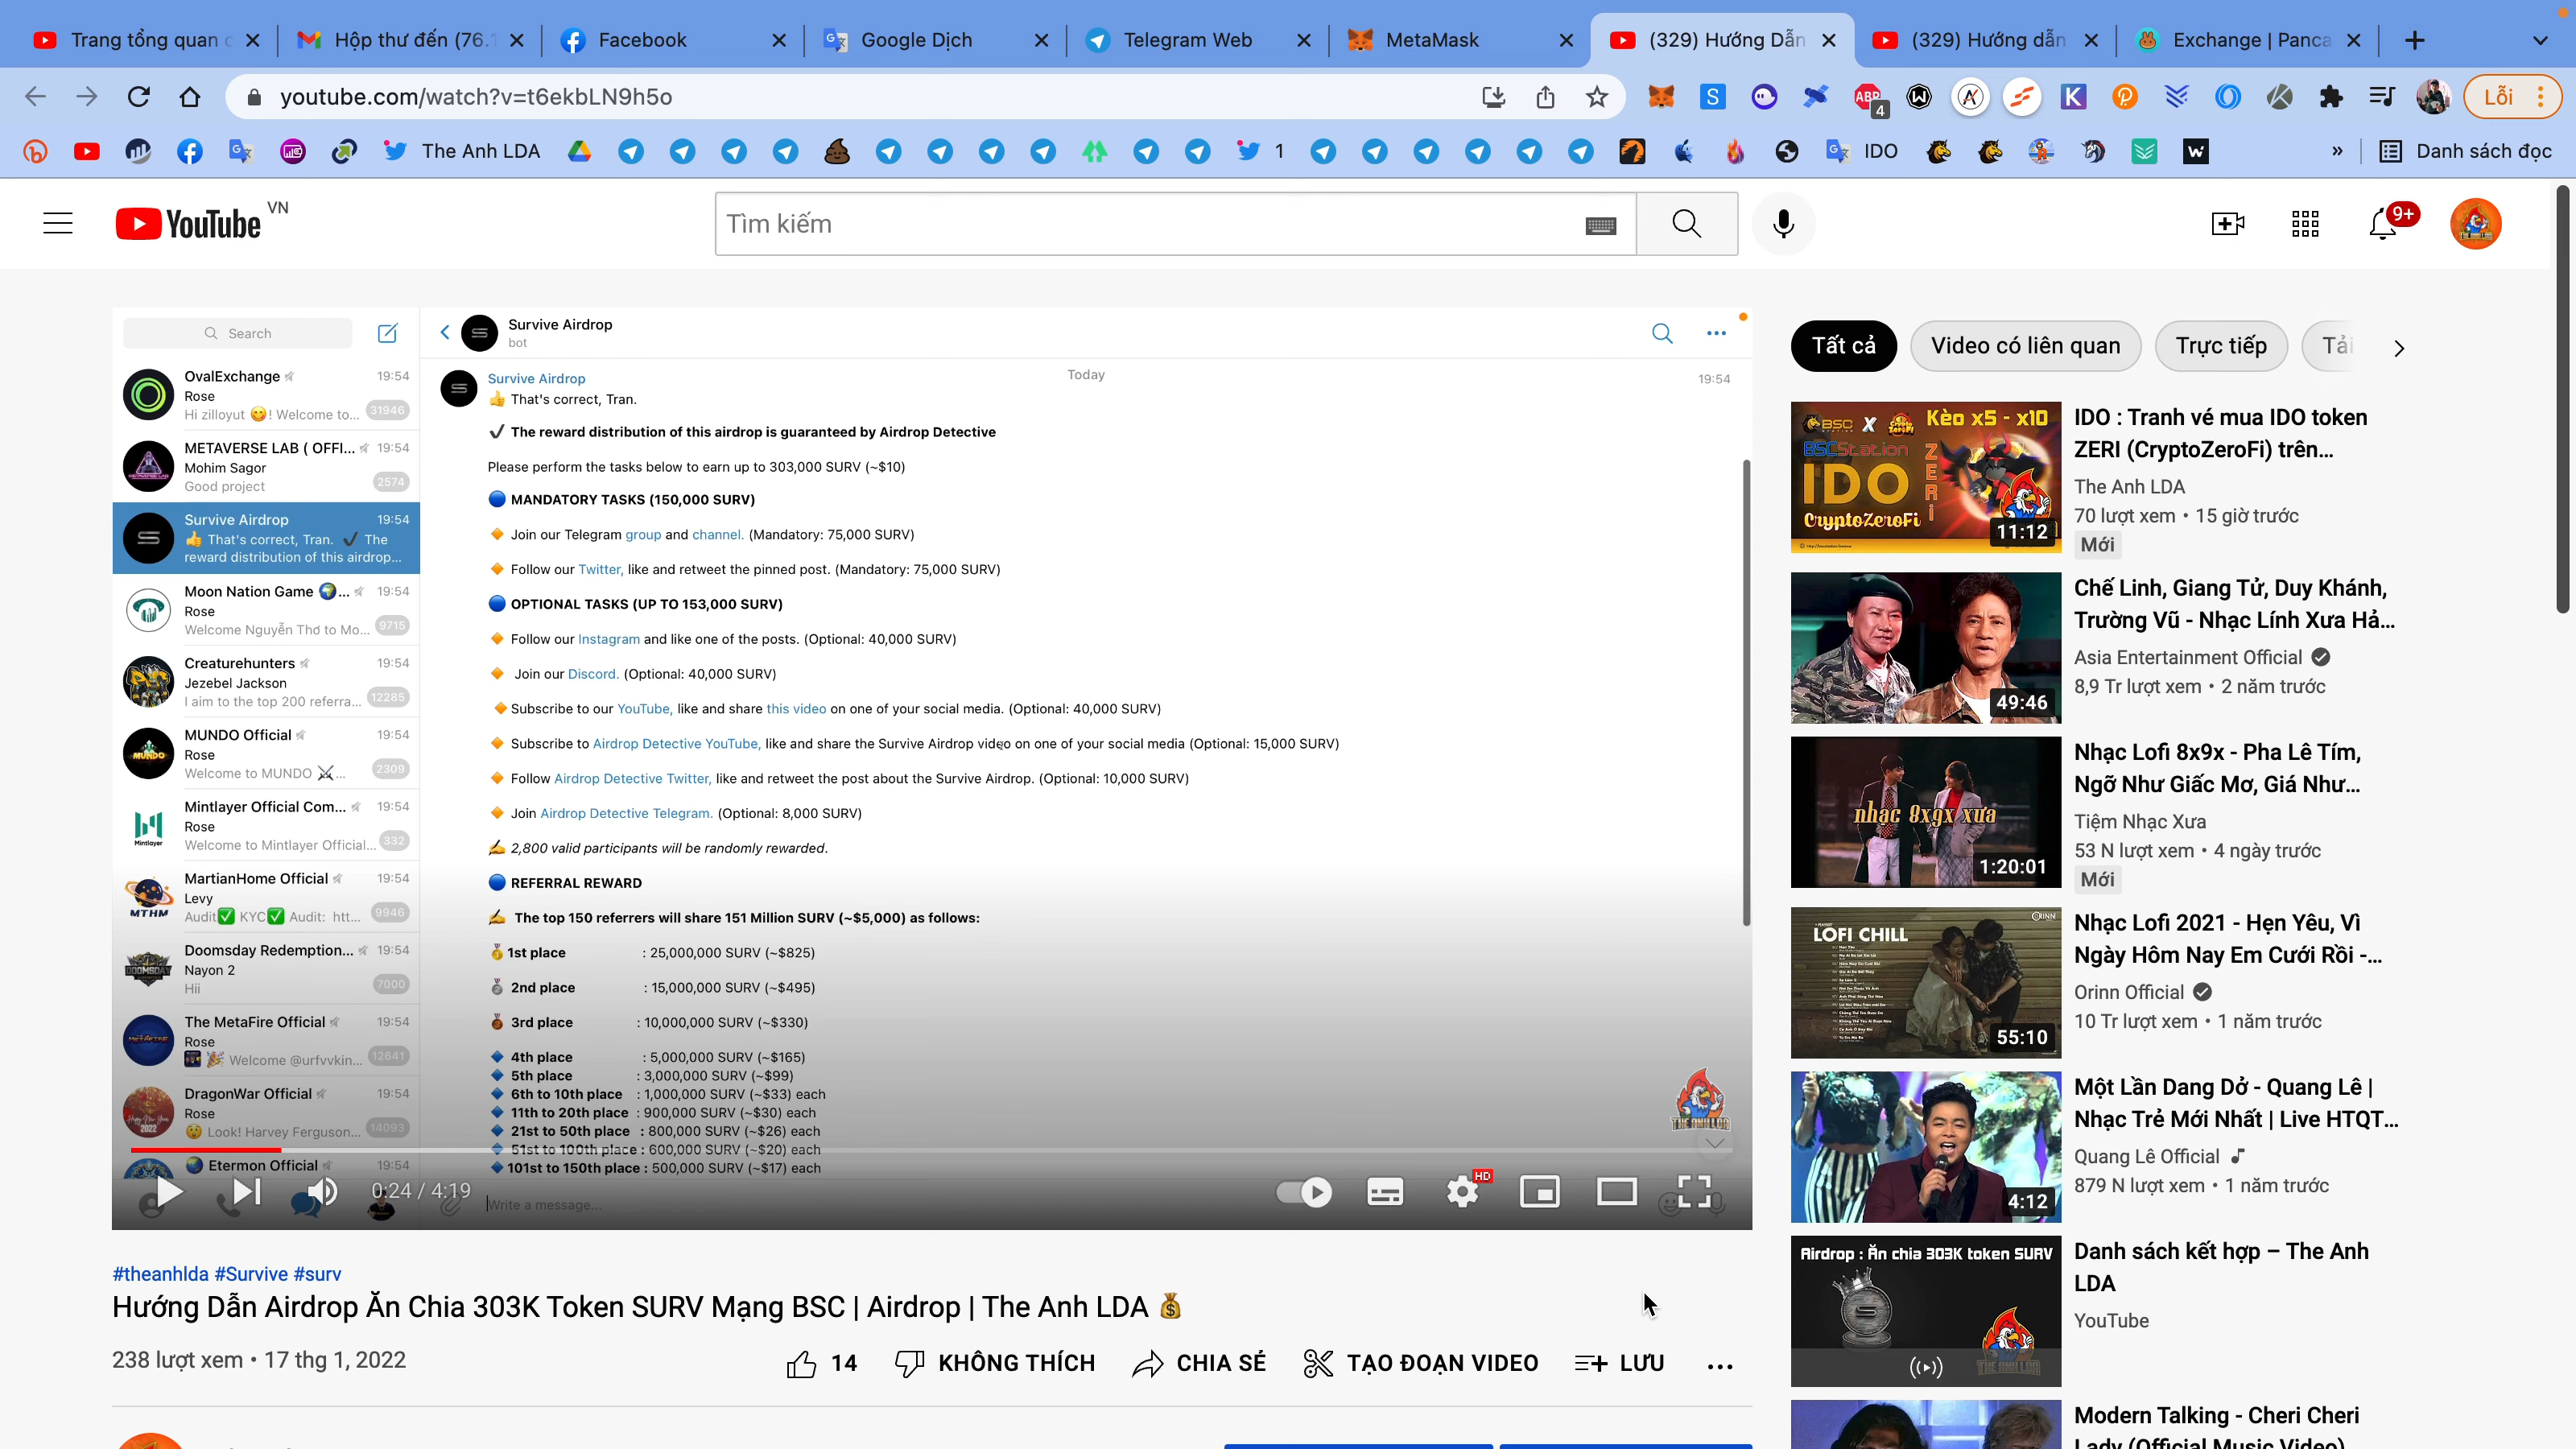 Trang tổng quan c
Hộp thư đến (76.1
Facebook
Google Dịch
Telegram Web
MetaMask
(329) Hướng Dẫn
(329) Hướng dẫn
Exchange | Panca
youtube.com/watch?v=t6ekbLN9h5o
ABP
4
Lỗi
The Anh LDA
1
IDO
»
Danh sách đọc
YouTube VN
Tìm kiếm
9+
Search
OvalExchange 19:54
Rose
Hi zilloyut 😋! Welcome to... 31946
METAVERSE LAB ( OFFI... 19:54
Mohim Sagor
Good project 2574
Survive Airdrop 19:54
👍 That's correct, Tran. ✔ The
reward distribution of this airdrop...
Moon Nation Game 🌍... 19:54
Rose
Welcome Nguyễn Thơ to Mo... 9715
Creaturehunters 19:54
Jezebel Jackson
I aim to the top 200 referra... 12285
MUNDO Official 19:54
Rose
Welcome to MUNDO ⚔... 2309
Mintlayer Official Com... 19:54
Rose
Welcome to Mintlayer Official... 332
MartianHome Official 19:54
Levy
Audit✅ KYC✅ Audit: htt... 9946
Doomsday Redemption... 19:54
Nayon 2
Hii 7000
The MetaFire Official 19:54
Rose
Welcome @urfvvkin... 12641
DragonWar Official 19:54
Rose
😲 Look! Harvey Ferguson... 14093
Etermon Official 19:54
Survive Airdrop
bot
Today
Survive Airdrop 19:54
👍 That's correct, Tran.
✔ The reward distribution of this airdrop is guaranteed by Airdrop Detective
Please perform the tasks below to earn up to 303,000 SURV (~$10)
🔵 MANDATORY TASKS (150,000 SURV)
🔸 Join our Telegram group and channel. (Mandatory: 75,000 SURV)
🔸 Follow our Twitter, like and retweet the pinned post. (Mandatory: 75,000 SURV)
🔵 OPTIONAL TASKS (UP TO 153,000 SURV)
🔸 Follow our Instagram and like one of the posts. (Optional: 40,000 SURV)
🔸 Join our Discord. (Optional: 40,000 SURV)
🔸 Subscribe to our YouTube, like and share this video on one of your social media. (Optional: 40,000 SURV)
🔸 Subscribe to Airdrop Detective YouTube, like and share the Survive Airdrop video on one of your social media (Optional: 15,000 SURV)
🔸 Follow Airdrop Detective Twitter, like and retweet the post about the Survive Airdrop. (Optional: 10,000 SURV)
🔸 Join Airdrop Detective Telegram. (Optional: 8,000 SURV)
✍ 2,800 valid participants will be randomly rewarded.
🔵 REFERRAL REWARD
✍ The top 150 referrers will share 151 Million SURV (~$5,000) as follows:
🥇 1st place : 25,000,000 SURV (~$825)
🥈 2nd place : 15,000,000 SURV (~$495)
🥉 3rd place : 10,000,000 SURV (~$330)
🔹 4th place : 5,000,000 SURV (~$165)
🔹 5th place : 3,000,000 SURV (~$99)
🔹 6th to 10th place : 1,000,000 SURV (~$33) each
🔹 11th to 20th place : 900,000 SURV (~$30) each
🔹 21st to 50th place : 800,000 SURV (~$26) each
🔹 51st to 100th place : 600,000 SURV (~$20) each
🔹 101st to 150th place : 500,000 SURV (~$17) each
Write a message...
THE ANH LDA
0:24 / 4:19
HD
#theanhlda #Survive #surv
Hướng Dẫn Airdrop Ăn Chia 303K Token SURV Mạng BSC | Airdrop | The Anh LDA 💰
238 lượt xem • 17 thg 1, 2022
14
KHÔNG THÍCH
CHIA SẺ
TẠO ĐOẠN VIDEO
LƯU
Tất cả
Video có liên quan
Trực tiếp
Tải
BSC X Kèo x5 - x10
BSCStation
IDO
ZERI
CryptoZeroFi
11:12
IDO : Tranh vé mua IDO token
ZERI (CryptoZeroFi) trên...
The Anh LDA
70 lượt xem • 15 giờ trước
Mới
49:46
Chế Linh, Giang Tử, Duy Khánh,
Trường Vũ - Nhạc Lính Xưa Hả...
Asia Entertainment Official
8,9 Tr lượt xem • 2 năm trước
nhạc 8x9x xưa
1:20:01
Nhạc Lofi 8x9x - Pha Lê Tím,
Ngỡ Như Giấc Mơ, Giá Như...
Tiệm Nhạc Xưa
53 N lượt xem • 4 ngày trước
Mới
ORINN
LOFI CHILL
55:10
Nhạc Lofi 2021 - Hẹn Yêu, Vì
Ngày Hôm Nay Em Cưới Rồi -...
Orinn Official
10 Tr lượt xem • 1 năm trước
4:12
Một Lần Dang Dở - Quang Lê |
Nhạc Trẻ Mới Nhất | Live HTQT...
Quang Lê Official
879 N lượt xem • 1 năm trước
Airdrop : Ăn chia 303K token SURV
THE ANH LDA
Danh sách kết hợp – The Anh
LDA
YouTube
Modern Talking - Cheri Cheri
Lady (Official Music Video)